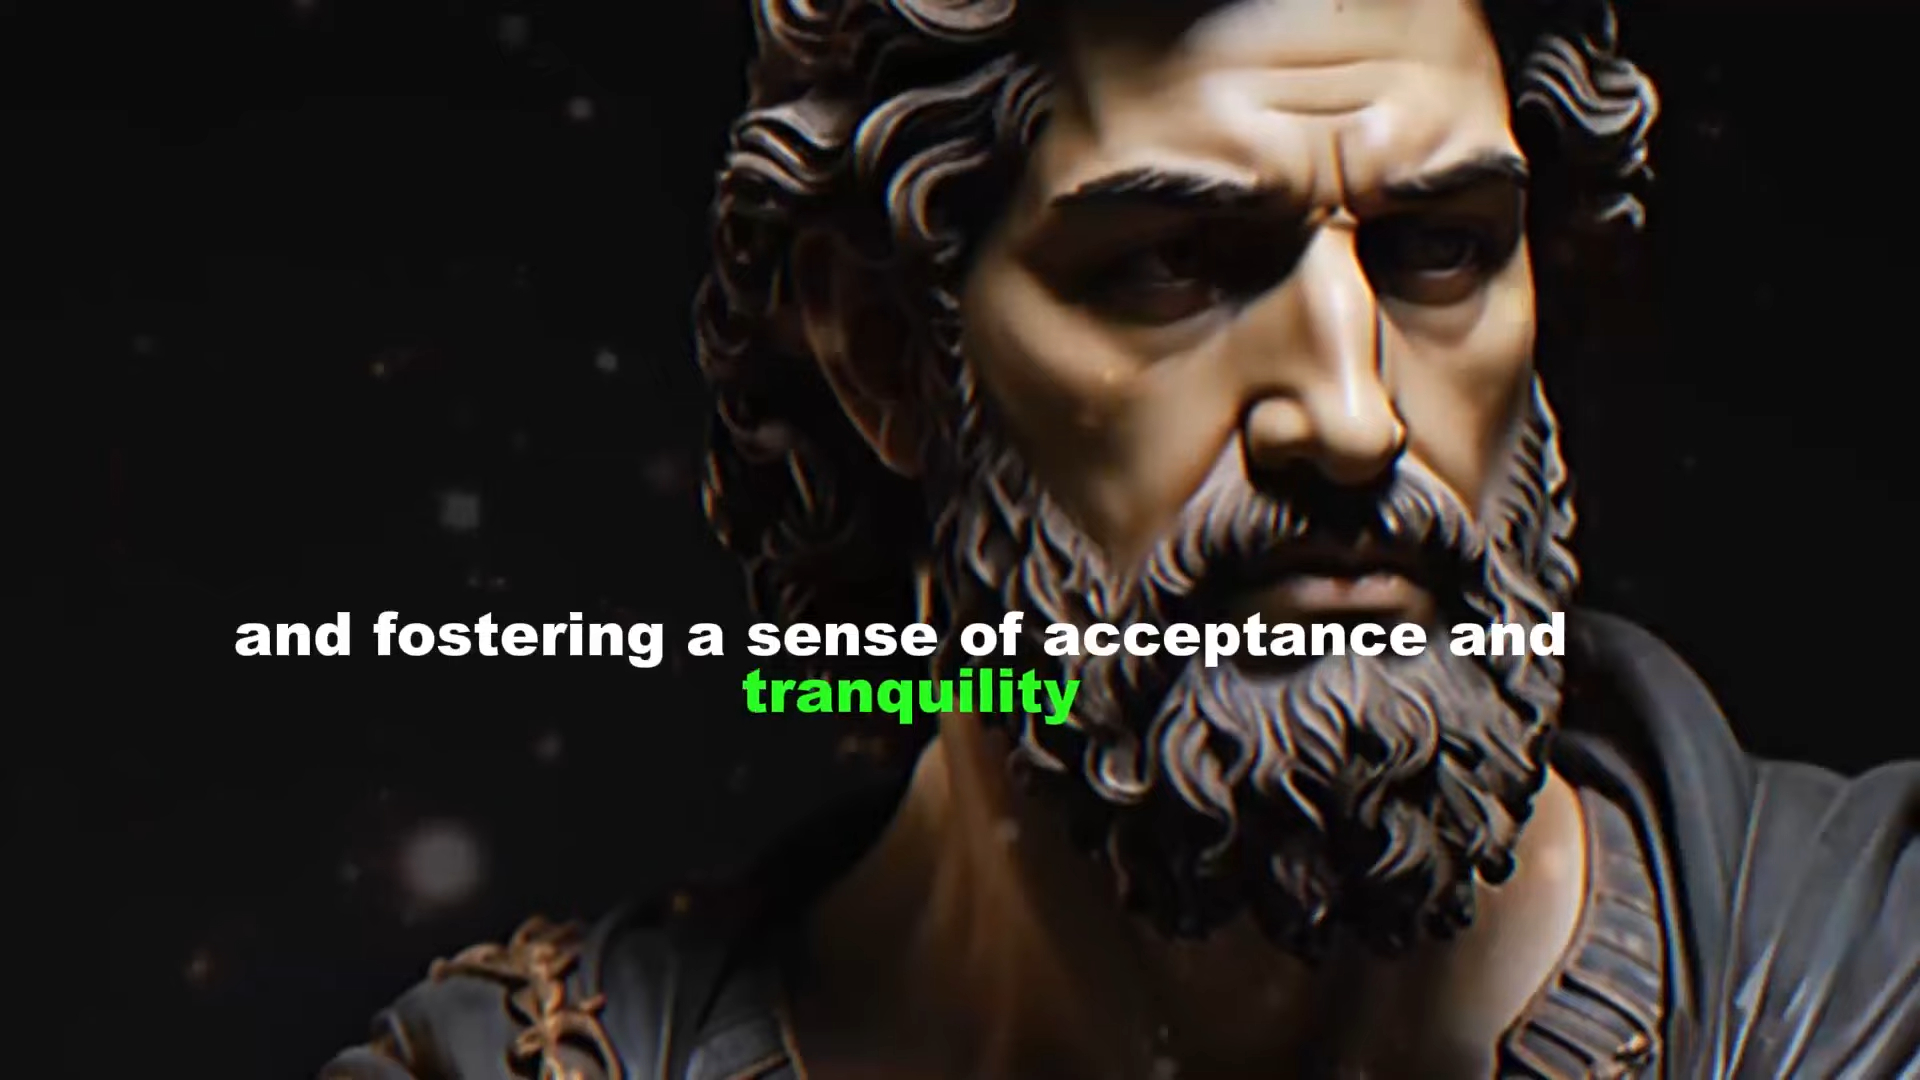 and fostering a sense of acceptance and
tranquility